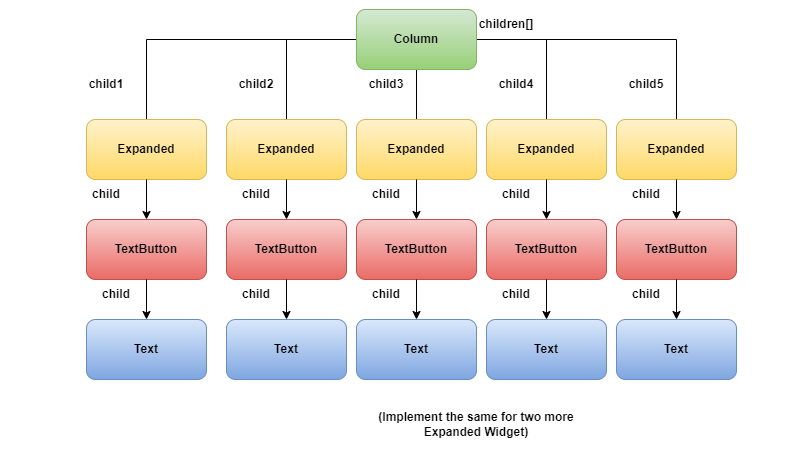 children[]
Column
child1
child2
child3
child4
child5
Expanded
Expanded
Expanded
Expanded
Expanded
child
child
child
child
child
TextButton
TextButton
TextButton
TextButton
TextButton
child
child
child
child
child
Text
Text
Text
Text
Text
(Implement the same for two more
Expanded Widget)